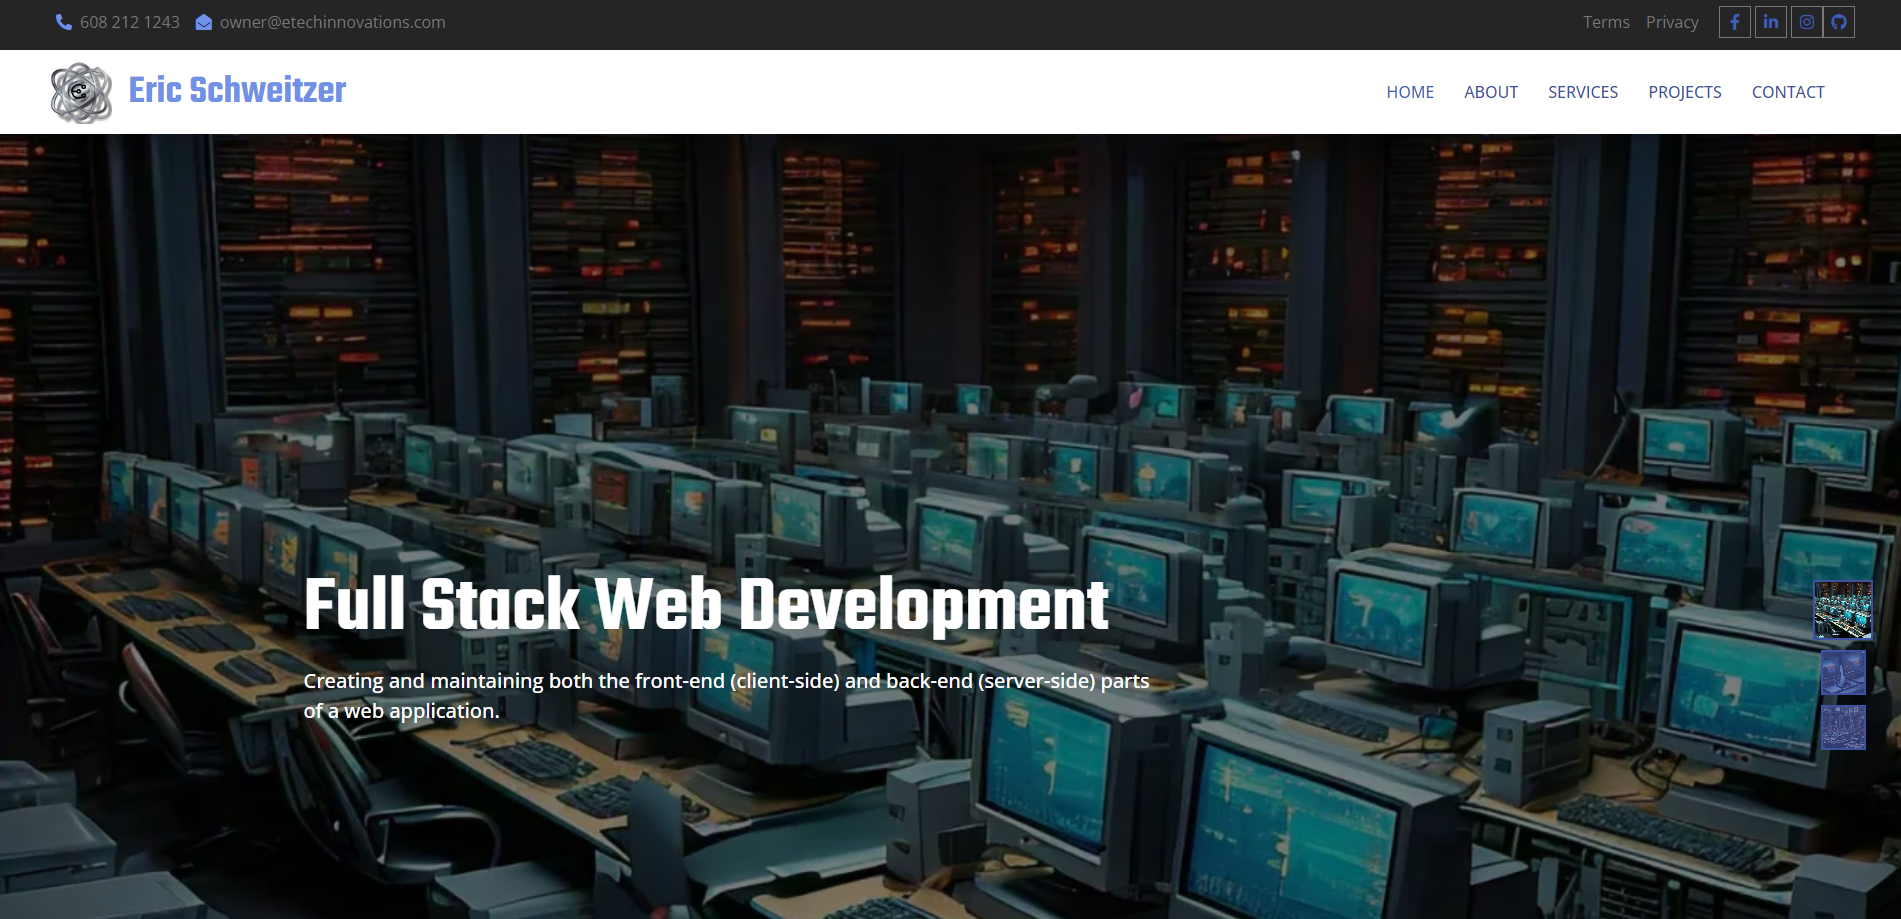 608 212 1243 owner@etechinnovations.com Terms Privacy
Eric Schweitzer HOME ABOUT SERVICES PROJECTS CONTACT
Full Stack Web Development
Creating and maintaining both the front-end (client-side) and back-end (server-side) parts
of a web application.